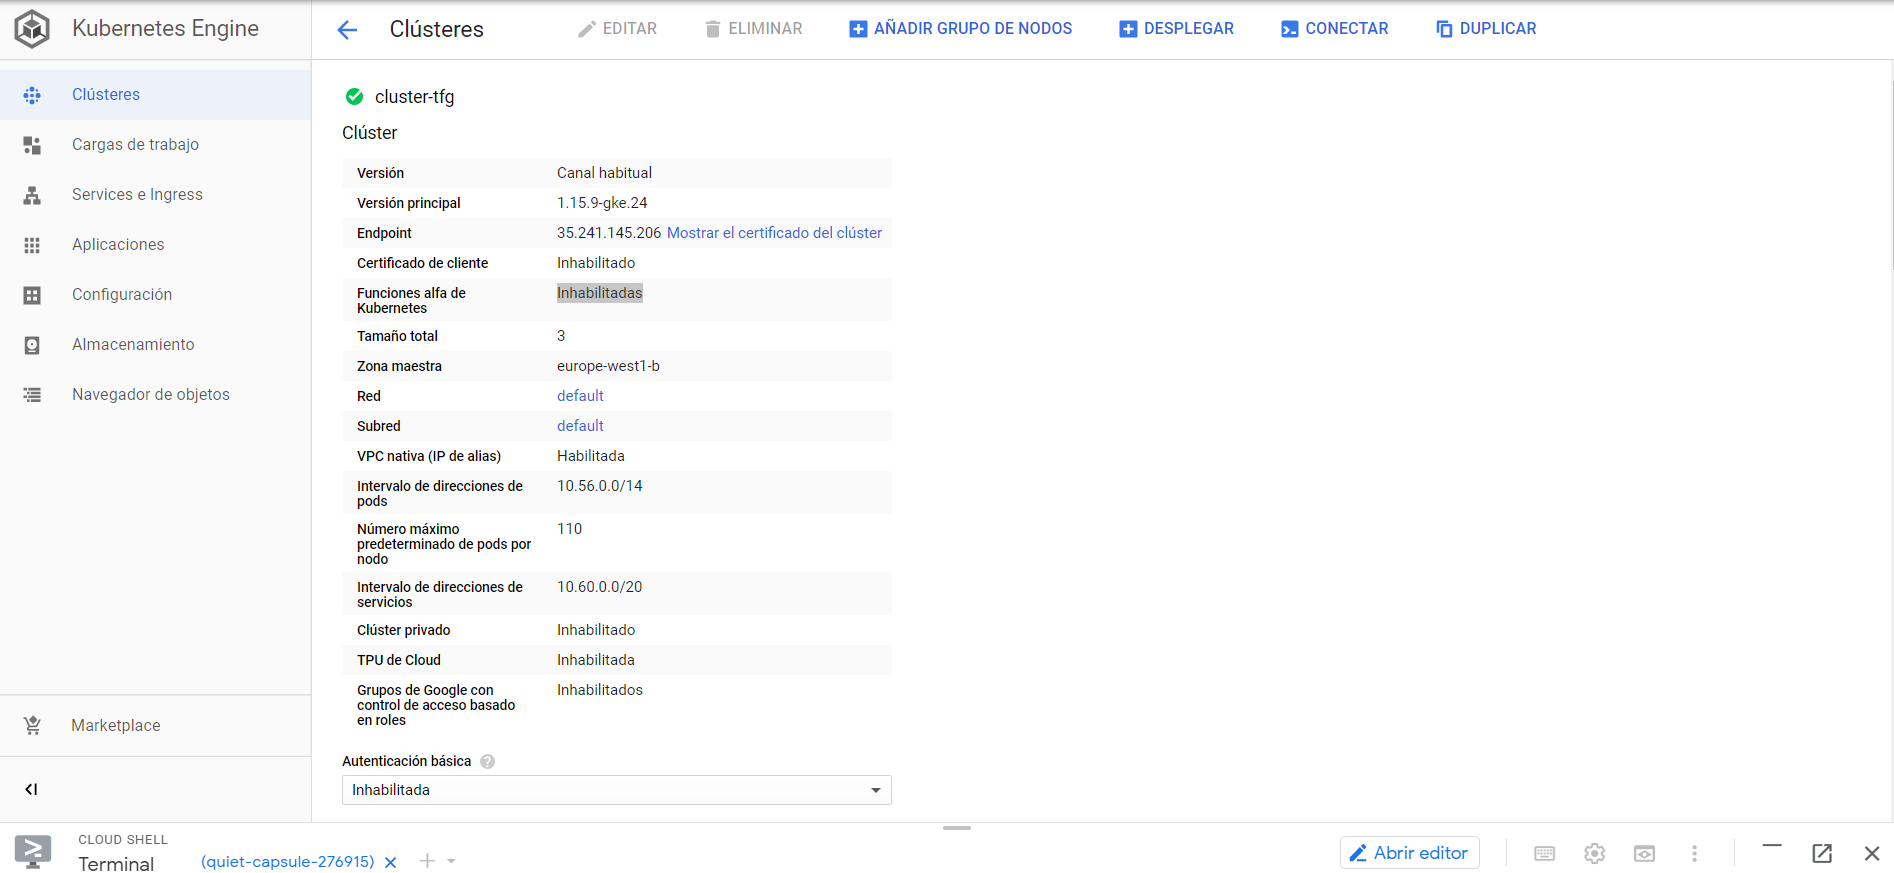 Kubernetes Engine
Clústeres
EDITAR
ELIMINAR
AÑADIR GRUPO DE NODOS
DESPLEGAR
CONECTAR
DUPLICAR
Clústeres
Cargas de trabajo
Services e Ingress
Aplicaciones
Configuración
Almacenamiento
Navegador de objetos
Marketplace
cluster-tfg
Clúster
Versión Canal habitual
Versión principal 1.15.9-gke.24
Endpoint 35.241.145.206 Mostrar el certificado del clúster
Certificado de cliente Inhabilitado
Funciones alfa de Inhabilitadas
Kubernetes
Tamaño total 3
Zona maestra europe-west1-b
Red default
Subred default
VPC nativa (IP de alias) Habilitada
Intervalo de direcciones de 10.56.0.0/14
pods
Número máximo 110
predeterminado de pods por
nodo
Intervalo de direcciones de 10.60.0.0/20
servicios
Clúster privado Inhabilitado
TPU de Cloud Inhabilitada
Grupos de Google con Inhabilitados
control de acceso basado
en roles
Autenticación básica ?
Inhabilitada
CLOUD SHELL
Terminal
(quiet-capsule-276915)
Abrir editor